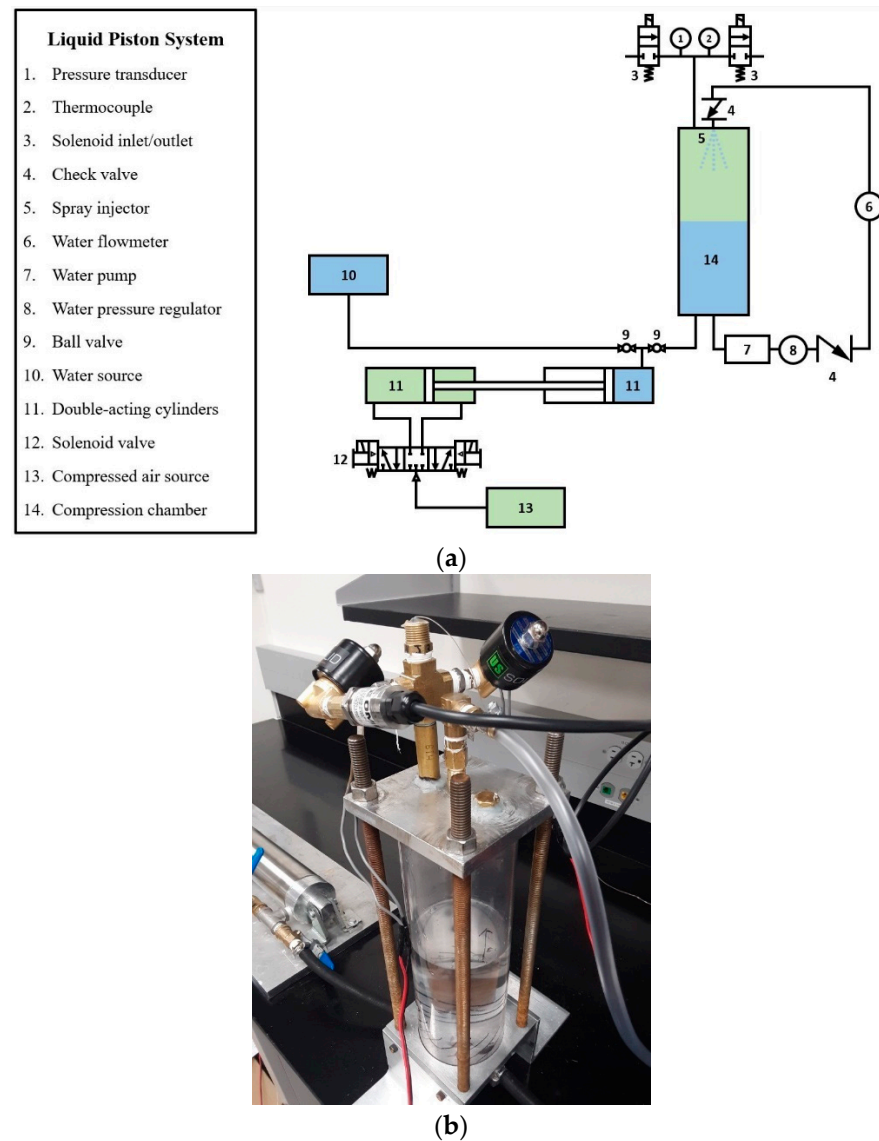 Liquid Piston System
1. Pressure transducer
2. Thermocouple
3. Solenoid inlet/outlet
4. Check valve
5. Spray injector
6. Water flowmeter
7. Water pump
8. Water pressure regulator
9. Ball valve
10. Water source
11. Double-acting cylinders
12. Solenoid valve
13. Compressed air source
14. Compression chamber
1
2
3
3
4
5
6
10
14
9
9
7
8
4
11
11
12
13
(a)
US
(b)